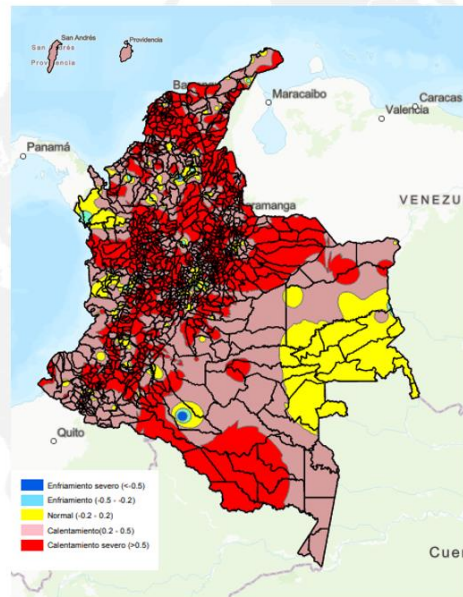 San Andrés
Providencia
San Andrés
Providencia
Maracaibo
Caracas
Valencia
Panamá
VENEZU
aramanga
Quito
Enfriamiento severo (<-0.5)
Enfriamiento (-0.5 - -0.2)
Normal (-0.2 - 0.2)
Calentamiento(0.2 - 0.5)
Calentamiento severo (>0.5)
Cuen